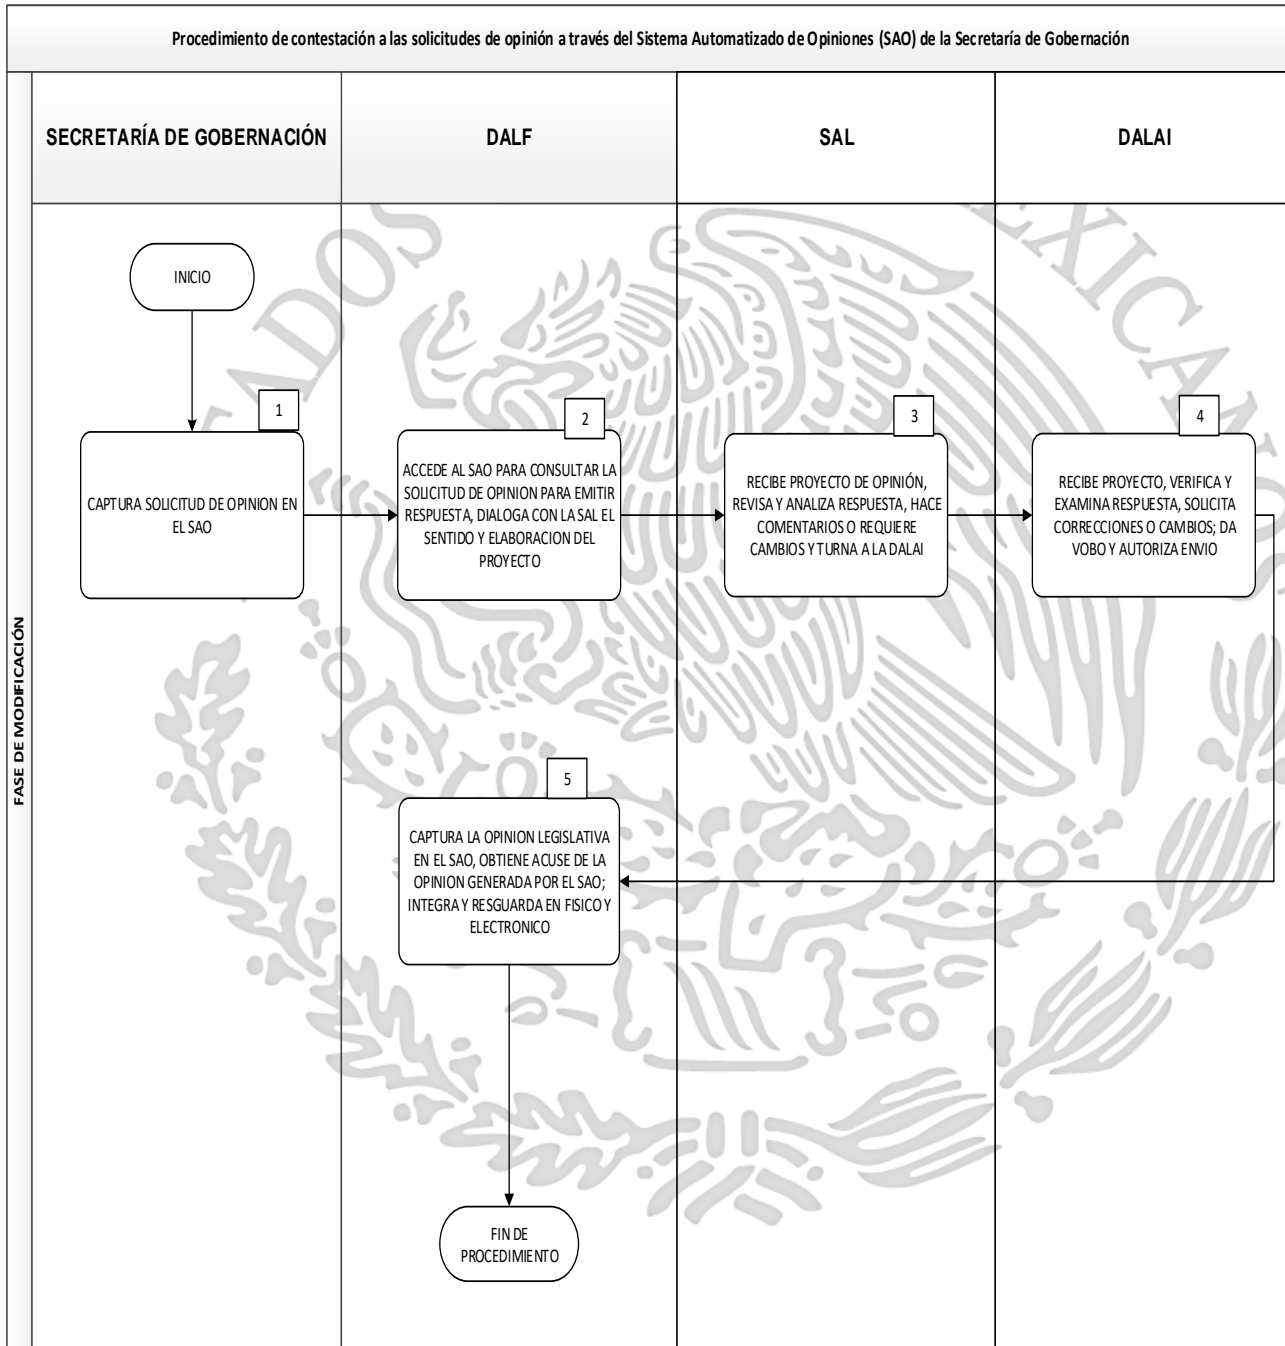 Procedimiento de contestación a las solicitudes de opinión a través del Sistema Automatizado de Opiniones (SAO) de la Secretaría de Gobernación
SECRETARÍA DE GOBERNACIÓN
DALF
SAL
DALAI
FASE DE MODIFICACIÓN
INICIO
1
CAPTURA SOLICITUD DE OPINION EN
EL SAO
2
ACCEDE AL SAO PARA CONSULTAR LA
SOLICITUD DE OPINION PARA EMITIR
RESPUESTA, DIALOGA CON LA SAL EL
SENTIDO Y ELABORACION DEL
PROYECTO
3
RECIBE PROYECTO DE OPINIÓN,
REVISA Y ANALIZA RESPUESTA, HACE
COMENTARIOS O REQUIERE
CAMBIOS Y TURNA A LA DALAI
4
RECIBE PROYECTO, VERIFICA Y
EXAMINA RESPUESTA, SOLICITA
CORRECCIONES O CAMBIOS; DA
VOBO Y AUTORIZA ENVIO
5
CAPTURA LA OPINION LEGISLATIVA
EN EL SAO, OBTIENE ACUSE DE LA
OPINION GENERADA POR EL SAO;
INTEGRA Y RESGUARDA EN FISICO Y
ELECTRONICO
FIN DE
PROCEDIMIENTO